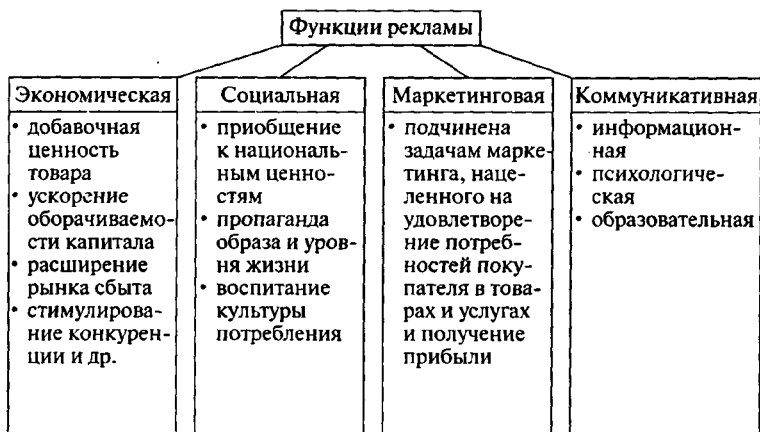 Функции рекламы
Экономическая
• добавочная
ценность
товара
• ускорение
оборачиваемо-
сти капитала
• расширение
рынка сбыта
• стимулирова-
ние конкурен-
ции и др.
Социальная
• приобщение
к националь-
ным ценно-
стям
• пропаганда
образа и уров-
ня жизни
• воспитание
культуры
потребления
Маркетинговая
• подчинена
задачам марке-
тинга, наце-
ленного на
удовлетворе-
ние потреб-
ностей поку-
пателя в това-
рах и услугах
и получение
прибыли
Коммуникативная
• информацион-
ная
• психологиче-
ская
• образовательная